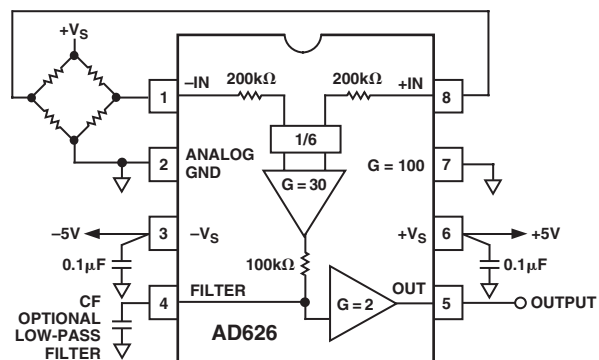 +VS
–IN
200kΩ
200kΩ
+IN
1
8
1/6
2
ANALOG
GND
G = 30
G = 100
7
–5V
3
–VS
+VS
6
+5V
0.1µF
100kΩ
0.1µF
CF
OPTIONAL
LOW-PASS
FILTER
4
FILTER
G = 2
OUT
5
OUTPUT
AD626